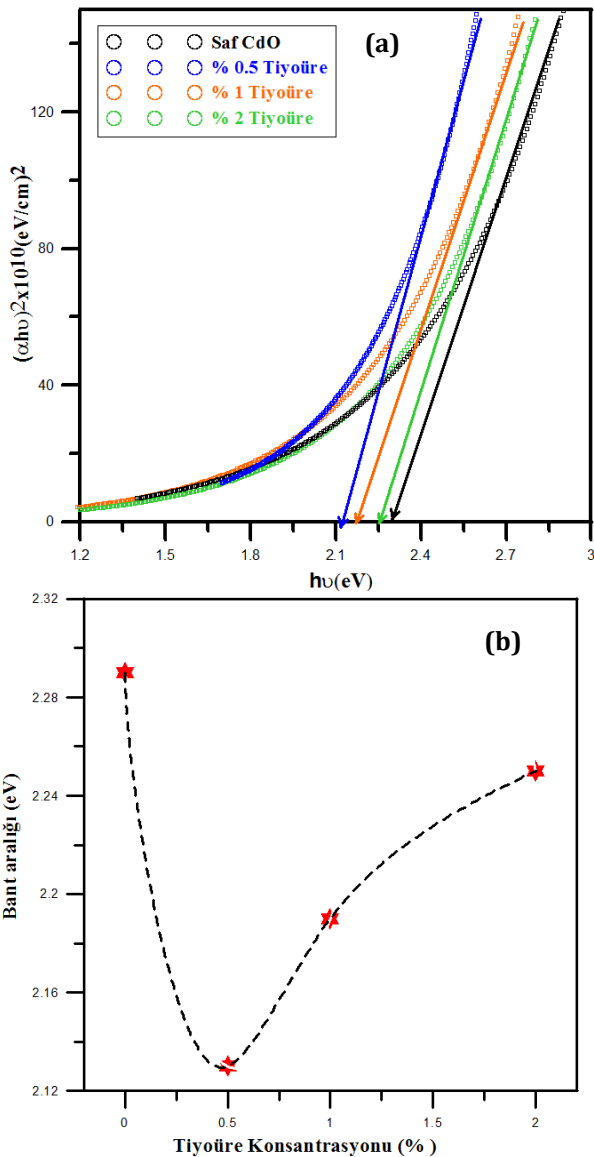 (a)
Saf CdO
% 0.5 Tiyoüre
% 1 Tiyoüre
% 2 Tiyoüre
(αhυ)2x1010(eV/cm)2
120
80
40
0
1.2
1.5
1.8
2.1
2.4
2.7
3
hυ(eV)
(b)
Bant aralığı (eV)
2.32
2.28
2.24
2.2
2.16
2.12
0
0.5
1
1.5
2
Tiyoüre Konsantrasyonu (% )